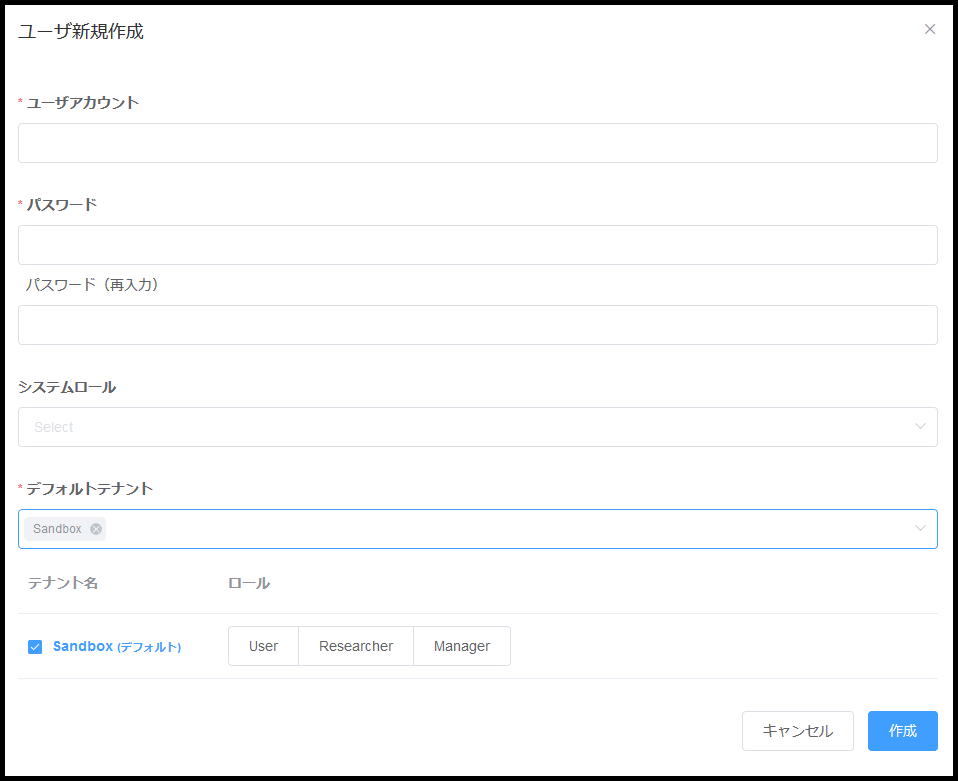 ユーザ新規作成
* ユーザアカウント
* パスワード
パスワード（再入力）
システムロール
Select
* デフォルトテナント
Sandbox
テナント名 ロール
Sandbox (デフォルト) User Researcher Manager
キャンセル 作成